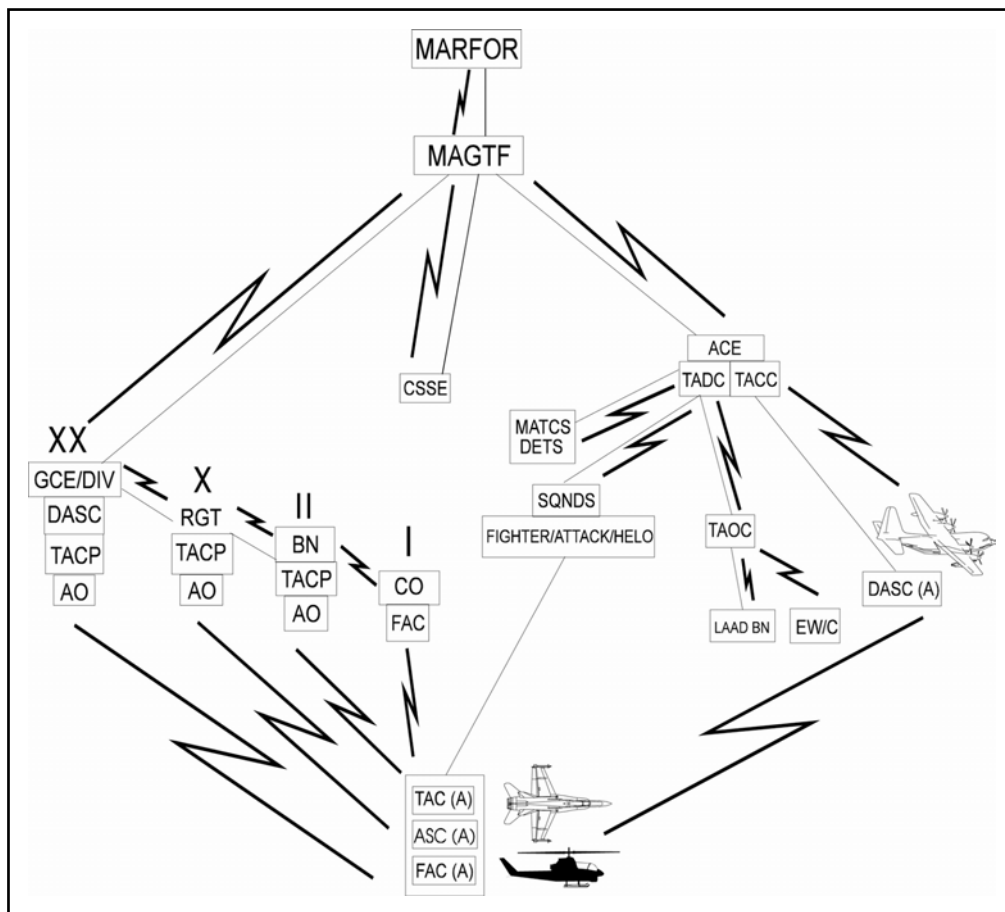 MARFOR
MAGTF
ACE
TADC TACC
CSSE
MATCS
DETS
XX
GCE/DIV
DASC
TACP
AO
X
RGT
TACP
AO
II
BN
TACP
AO
I
CO
FAC
SQNDS
FIGHTER/ATTACK/HELO
TAOC
LAAD BN
EW/C
DASC (A)
TAC (A)
ASC (A)
FAC (A)